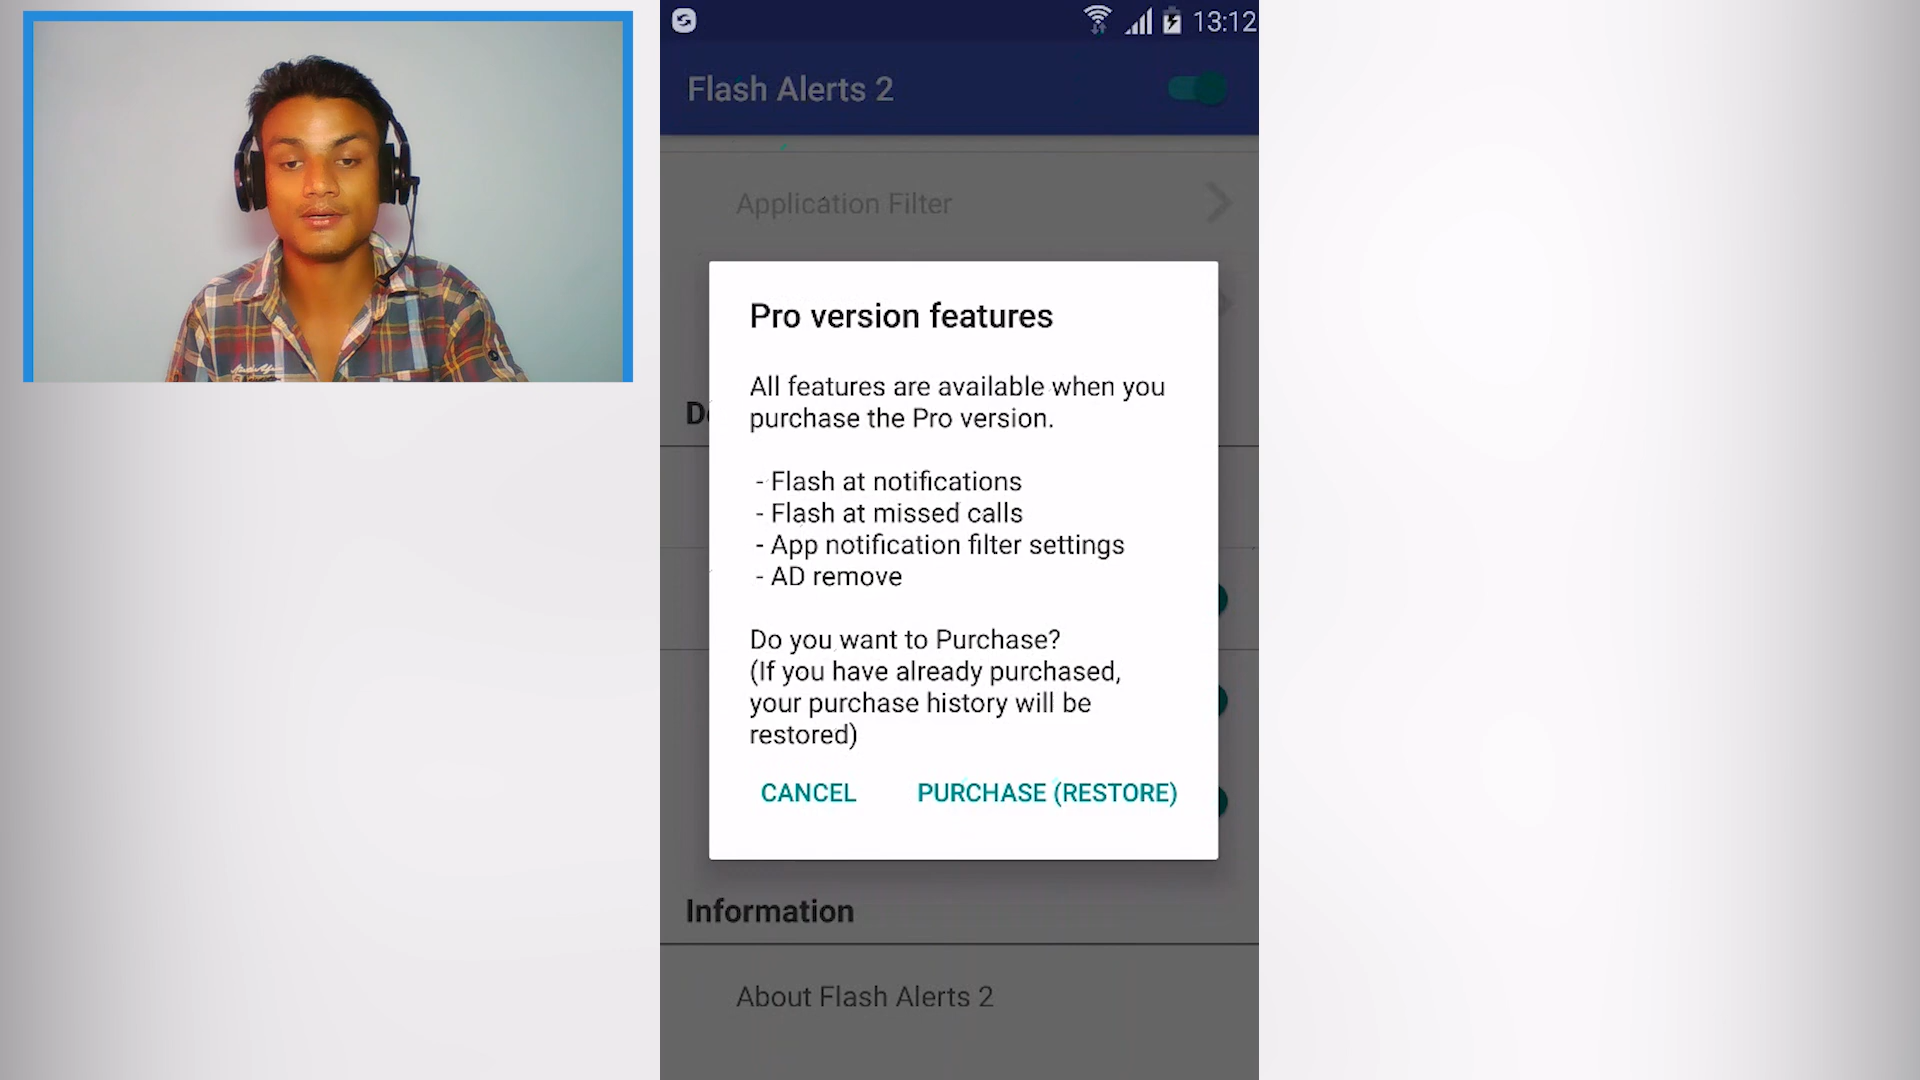 13:12
Flash Alerts 2
Application Filter
Pro version features
All features are available when you
purchase the Pro version.
- Flash at notifications
- Flash at missed calls
- App notification filter settings
- AD remove
Do you want to Purchase?
(If you have already purchased,
your purchase history will be
restored)
CANCEL PURCHASE (RESTORE)
Information
About Flash Alerts 2